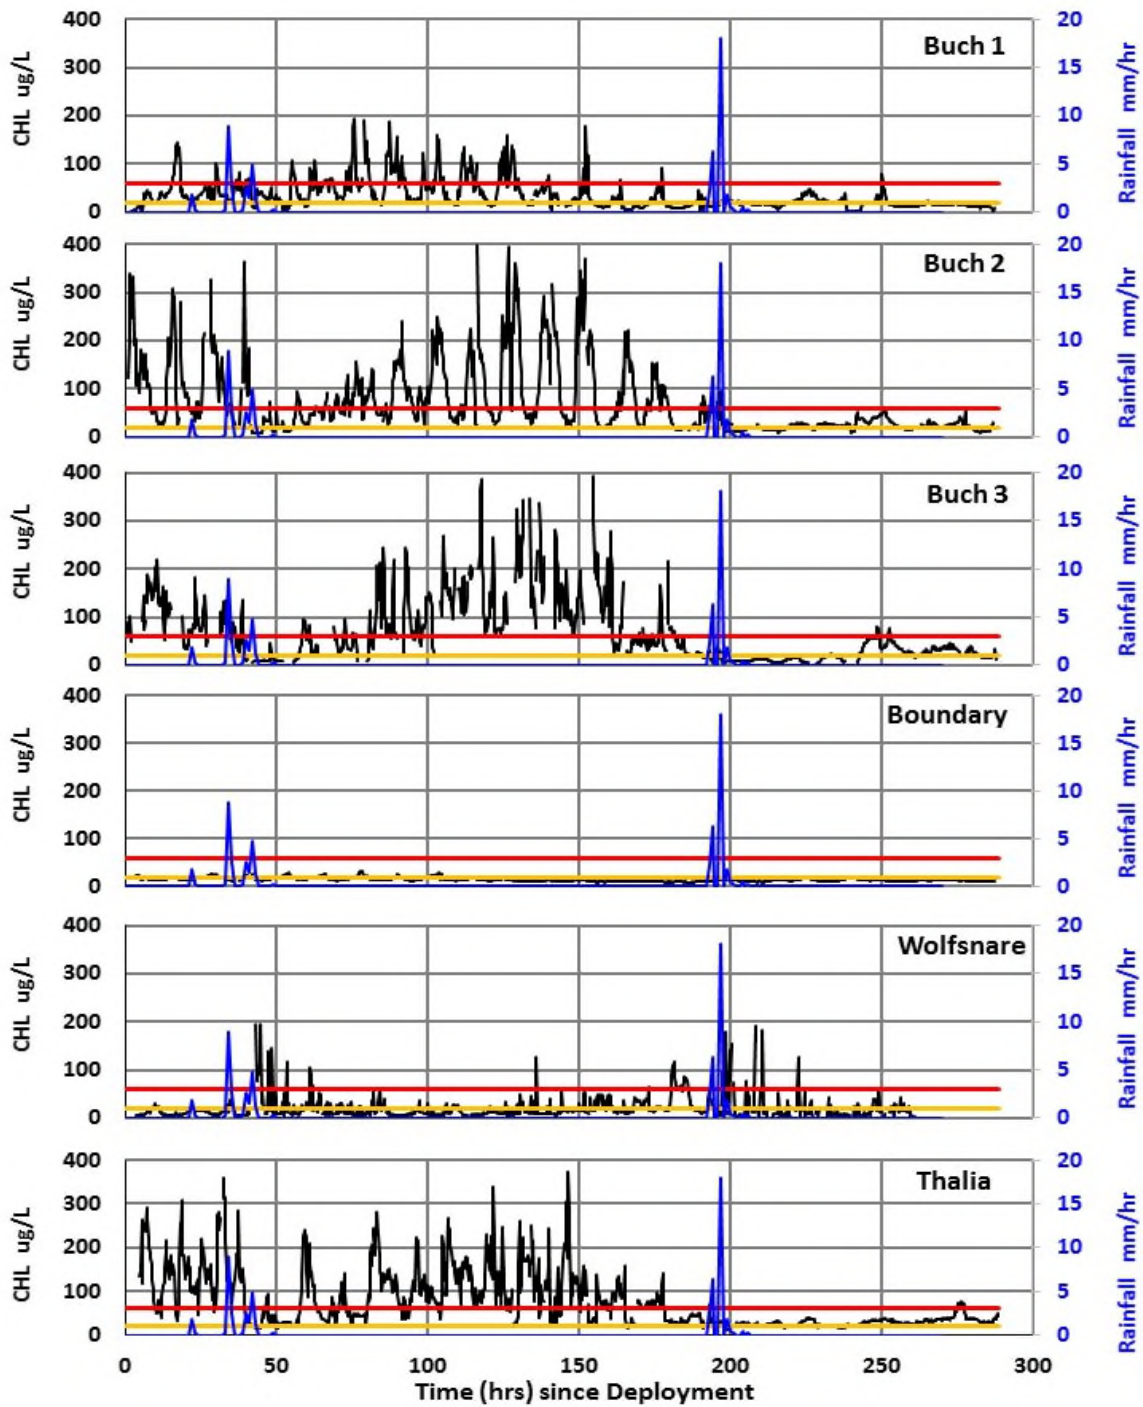 400 20
Buch 1
300 15
200 10
100 5
0 0
CHL ug/L
Rainfall mm/hr
400 20
Buch 2
300 15
200 10
100 5
0 0
CHL ug/L
Rainfall mm/hr
400 20
Buch 3
300 15
200 10
100 5
0 0
CHL ug/L
Rainfall mm/hr
400 20
Boundary
300 15
200 10
100 5
0 0
CHL ug/L
Rainfall mm/hr
400 20
Wolfsnare
300 15
200 10
100 5
0 0
CHL ug/L
Rainfall mm/hr
400 20
Thalia
300 15
200 10
100 5
0 0
CHL ug/L
Rainfall mm/hr
0 50 100 150 200 250 300
Time (hrs) since Deployment